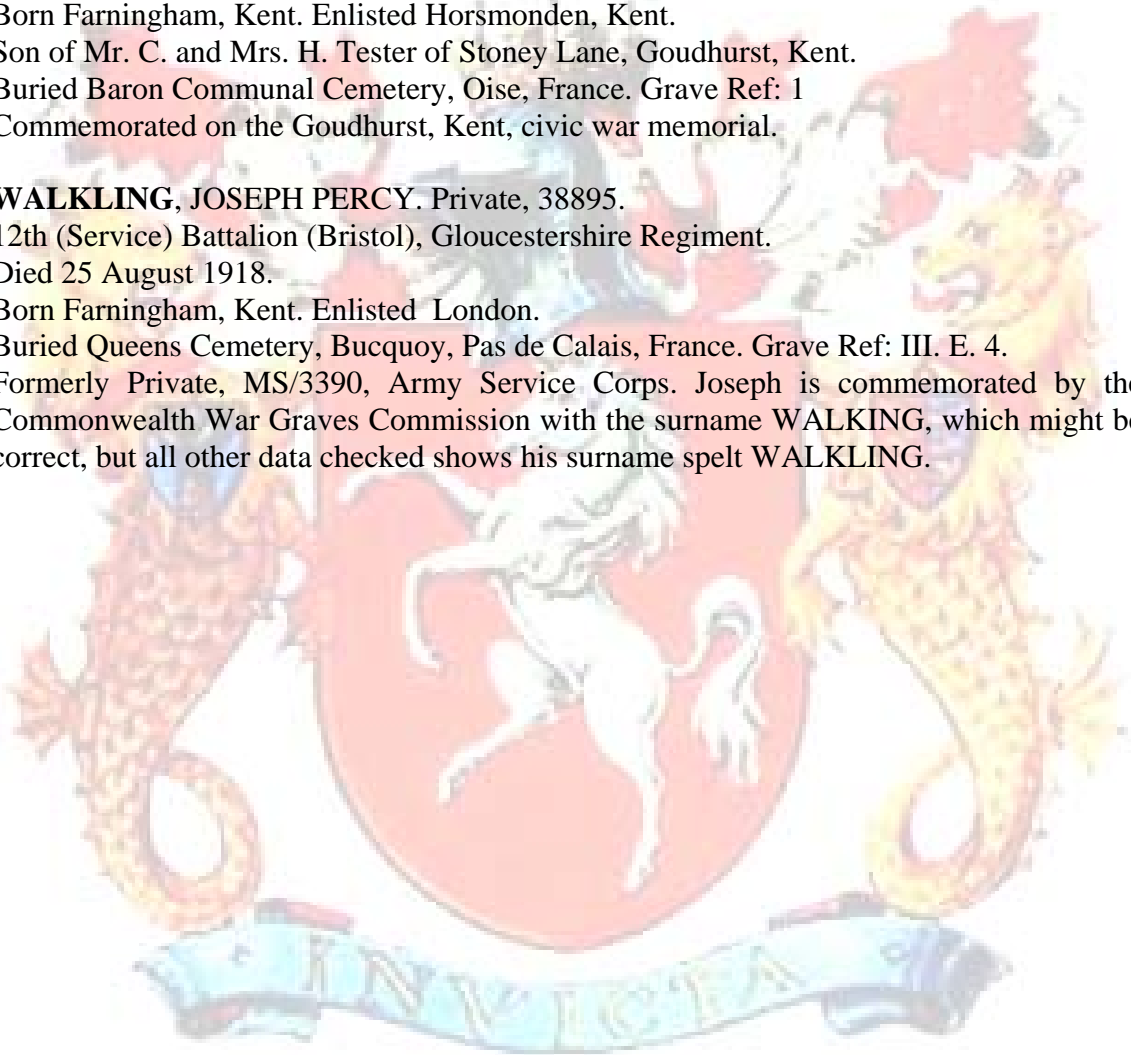 Born Farningham, Kent. Enlisted Horsmonden, Kent.
Son of Mr. C. and Mrs. H. Tester of Stoney Lane, Goudhurst, Kent.
Buried Baron Communal Cemetery, Oise, France. Grave Ref: 1
Commemorated on the Goudhurst, Kent, civic war memorial.
WALKLING, JOSEPH PERCY. Private, 38895.
12th (Service) Battalion (Bristol), Gloucestershire Regiment.
Died 25 August 1918.
Born Farningham, Kent. Enlisted  London.
Buried Queens Cemetery, Bucquoy, Pas de Calais, France. Grave Ref: III. E. 4.
Formerly Private, MS/3390, Army Service Corps. Joseph is commemorated by the
Commonwealth War Graves Commission with the surname WALKING, which might be
correct, but all other data checked shows his surname spelt WALKLING.
INVICTA